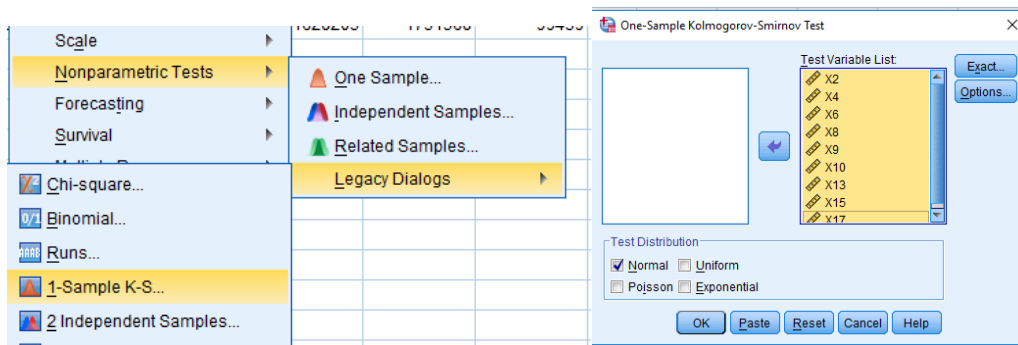 Scale
Nonparametric Tests
Forecasting
Survival
One Sample...
Independent Samples...
Related Samples...
Legacy Dialogs
Chi-square...
Binomial...
Runs...
1-Sample K-S...
2 Independent Samples...
One-Sample Kolmogorov-Smirnov Test
Test Variable List:
X2
X4
X6
X8
X9
X10
X13
X15
X17
Exact...
Options...
Test Distribution
Normal Uniform
Poisson Exponential
OK Paste Reset Cancel Help